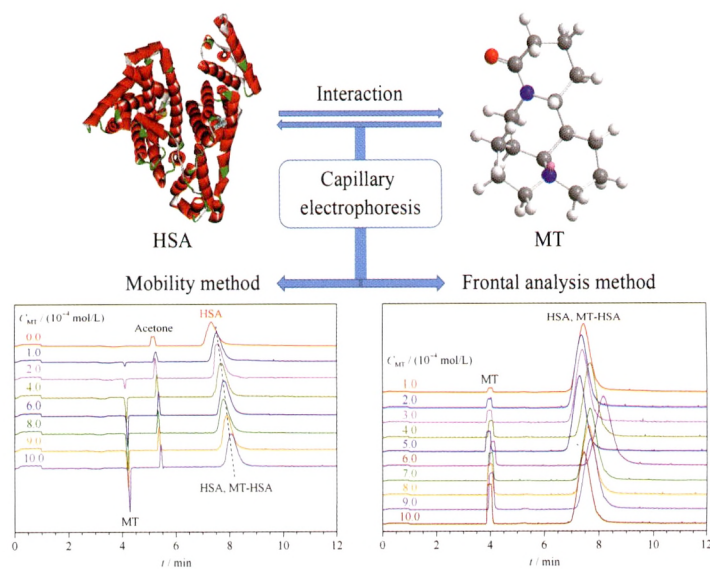 Interaction
Capillary
electrophoresis
HSA
MT
Mobility method
Frontal analysis method
C_MT / (10⁻⁴ mol/L)
Acetone
HSA
0.0
1.0
2.0
4.0
6.0
8.0
9.0
10.0
HSA, MT-HSA
MT
0
2
4
6
8
10
12
t / min
HSA, MT-HSA
C_MT / (10⁻⁴ mol/L)
MT
1.0
2.0
3.0
4.0
5.0
6.0
7.0
8.0
9.0
10.0
0
2
4
6
8
10
12
t / min